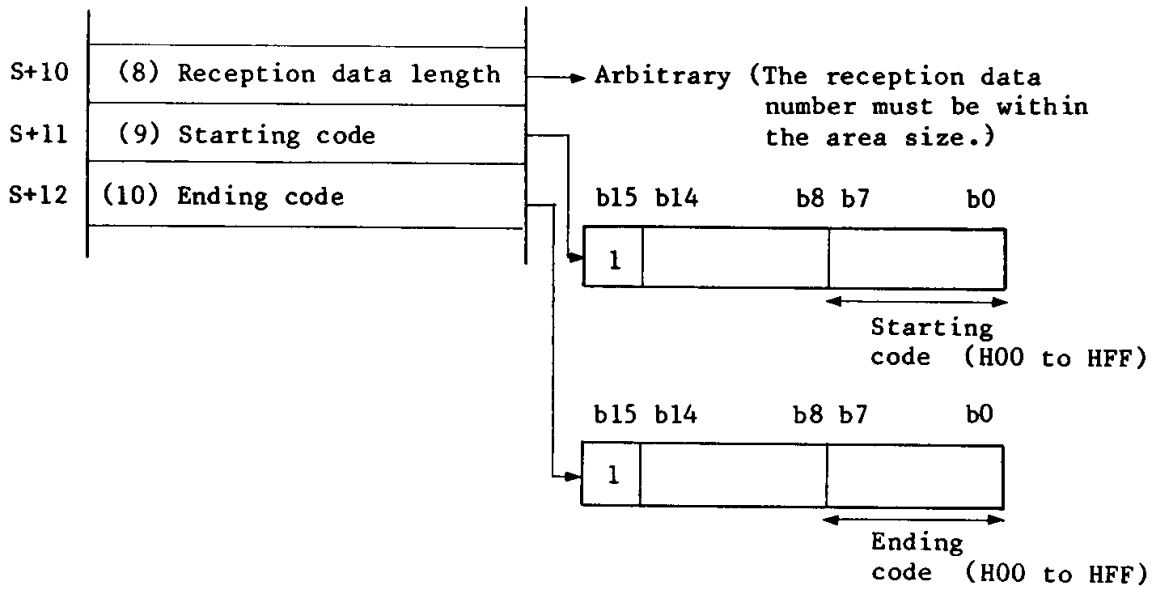 S+10 (8) Reception data length Arbitrary (The reception data
number must be within
the area size.)
S+11 (9) Starting code
S+12 (10) Ending code
b15 b14 b8 b7 b0
1
Starting
code (H00 to HFF)
b15 b14 b8 b7 b0
1
Ending
code (H00 to HFF)